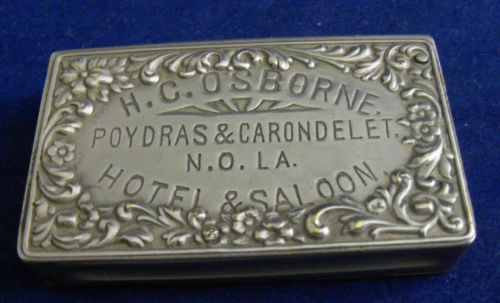 H.C. OSBORNE,
POYDRAS & CARONDELET.
N.O. LA.
HOTEL & SALOON.